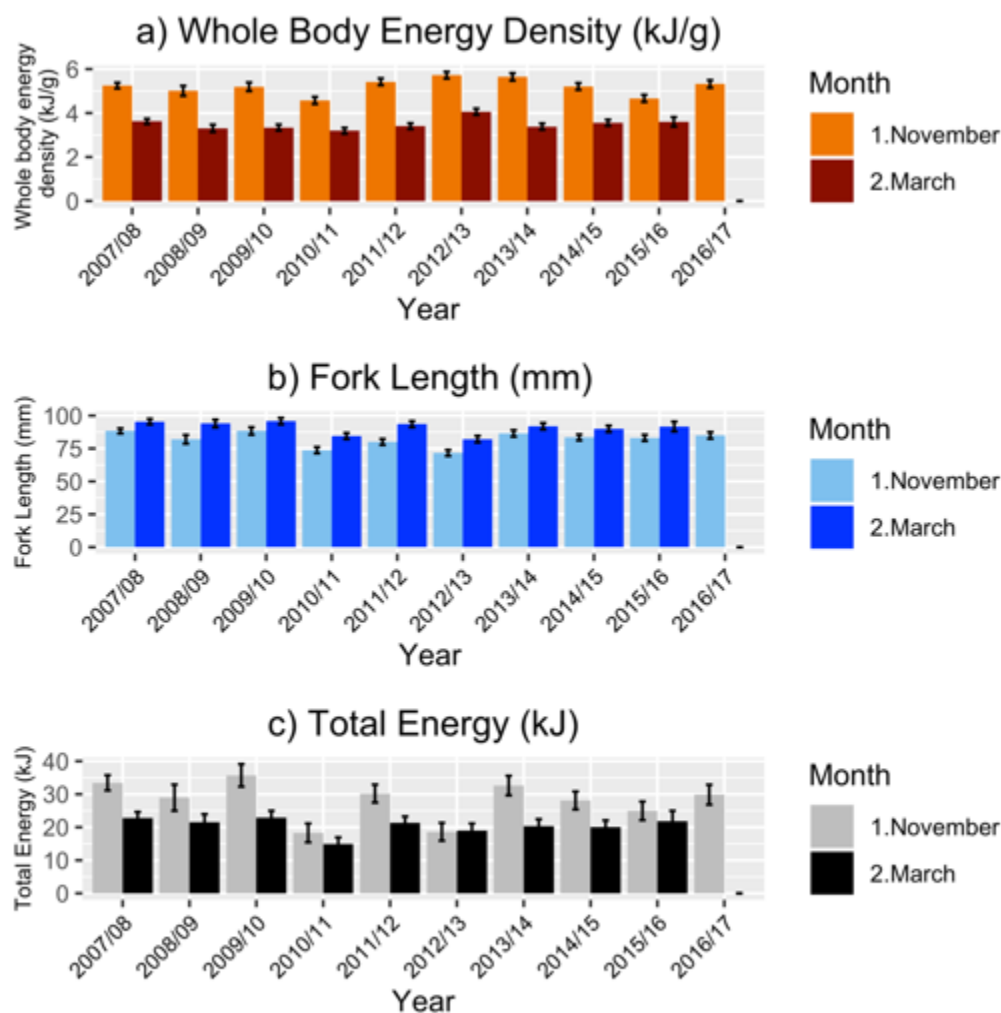 a) Whole Body Energy Density (kJ/g)
Whole body energy
density (kJ/g)
6
4
2
0
2007/08
2008/09
2009/10
2010/11
2011/12
2012/13
2013/14
2014/15
2015/16
2016/17
Year
Month
1.November
2.March
b) Fork Length (mm)
Fork Length (mm)
100
75
50
25
0
2007/08
2008/09
2009/10
2010/11
2011/12
2012/13
2013/14
2014/15
2015/16
2016/17
Year
Month
1.November
2.March
c) Total Energy (kJ)
Total Energy (kJ)
40
30
20
10
0
2007/08
2008/09
2009/10
2010/11
2011/12
2012/13
2013/14
2014/15
2015/16
2016/17
Year
Month
1.November
2.March